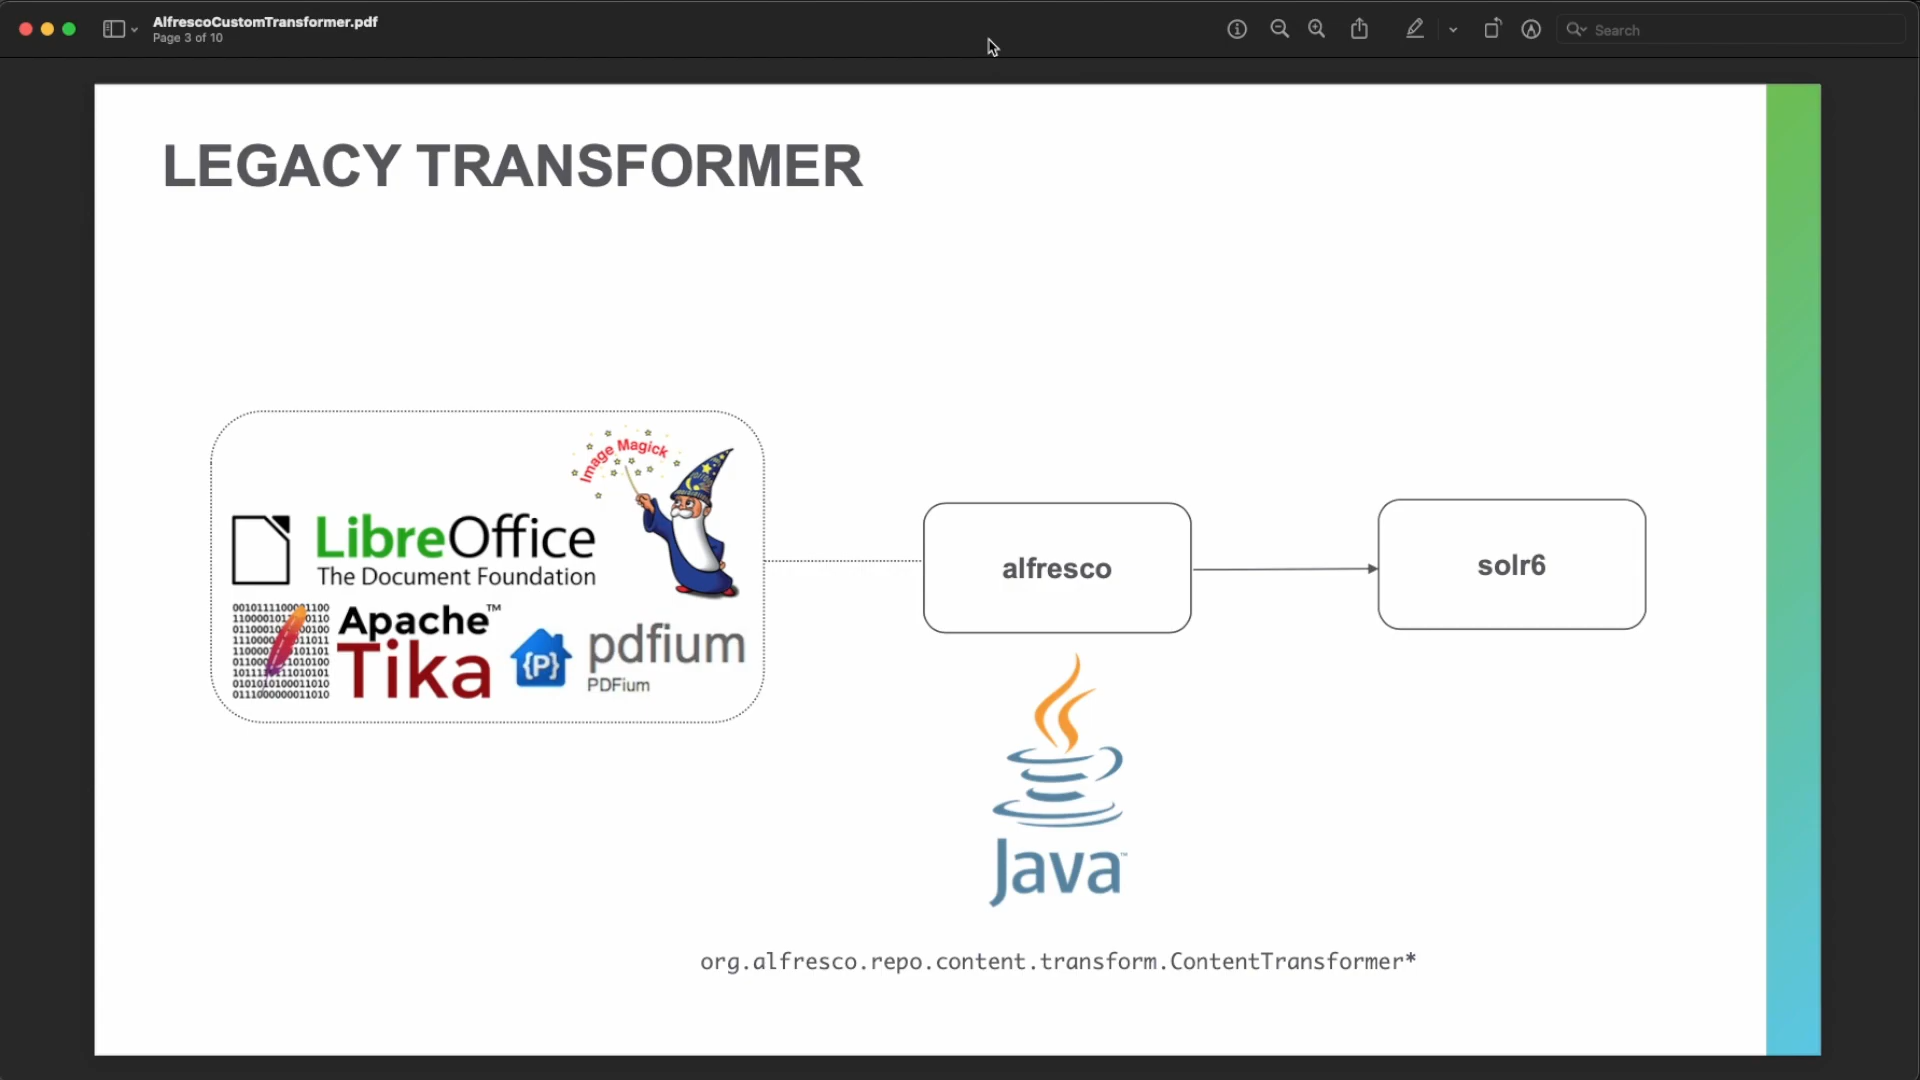 AlfrescoCustomTransformer.pdf
Page 3 of 10
Search
LEGACY TRANSFORMER
Image Magick
LibreOffice
The Document Foundation
Apache™
Tika
{P}
pdfium
PDFium
alfresco
solr6
Java™
org.alfresco.repo.content.transform.ContentTransformer*